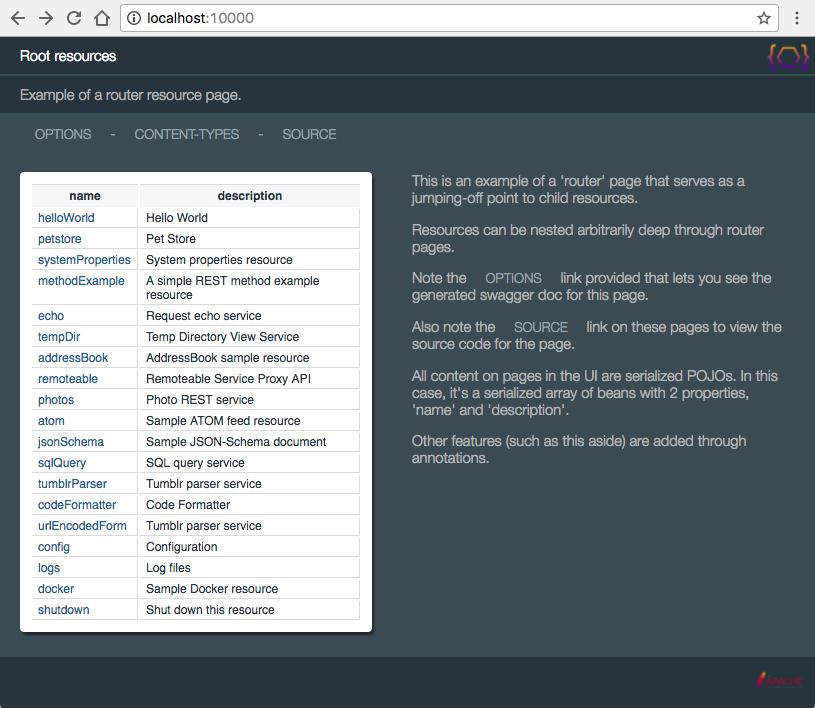 localhost:10000
Root resources
Example of a router resource page.
OPTIONS - CONTENT-TYPES - SOURCE
name description
helloWorld Hello World
petstore Pet Store
systemProperties System properties resource
methodExample A simple REST method example
resource
echo Request echo service
tempDir Temp Directory View Service
addressBook AddressBook sample resource
remoteable Remoteable Service Proxy API
photos Photo REST service
atom Sample ATOM feed resource
jsonSchema Sample JSON-Schema document
sqlQuery SQL query service
tumblrParser Tumblr parser service
codeFormatter Code Formatter
urlEncodedForm Tumblr parser service
config Configuration
logs Log files
docker Sample Docker resource
shutdown Shut down this resource
This is an example of a 'router' page that serves as a
jumping-off point to child resources.
Resources can be nested arbitrarily deep through router
pages.
Note the OPTIONS link provided that lets you see the
generated swagger doc for this page.
Also note the SOURCE link on these pages to view the
source code for the page.
All content on pages in the UI are serialized POJOs. In this
case, it's a serialized array of beans with 2 properties,
'name' and 'description'.
Other features (such as this aside) are added through
annotations.
APACHE